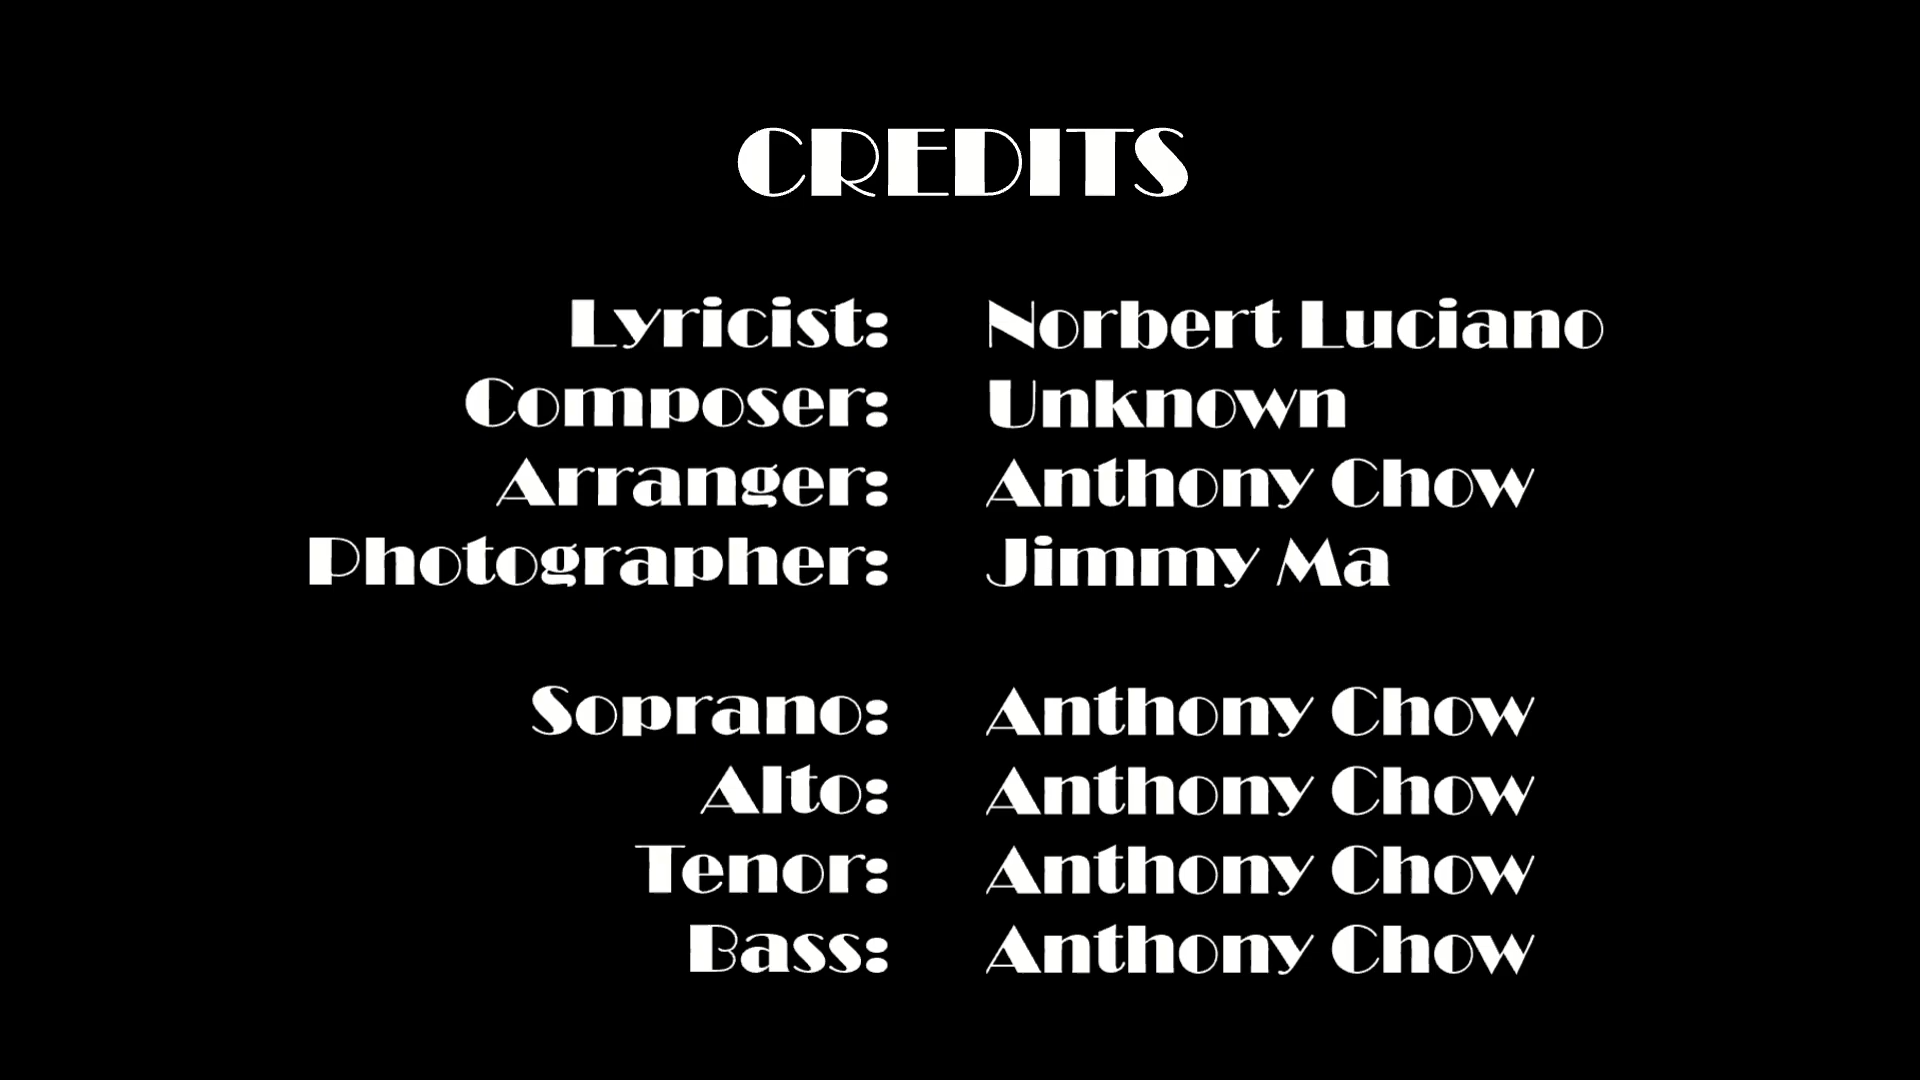 CREDITS
Lyricist: Norbert Luciano
Composer: Unknown
Arranger: Anthony Chow
Photographer: Jimmy Ma
Soprano: Anthony Chow
Alto: Anthony Chow
Tenor: Anthony Chow
Bass: Anthony Chow